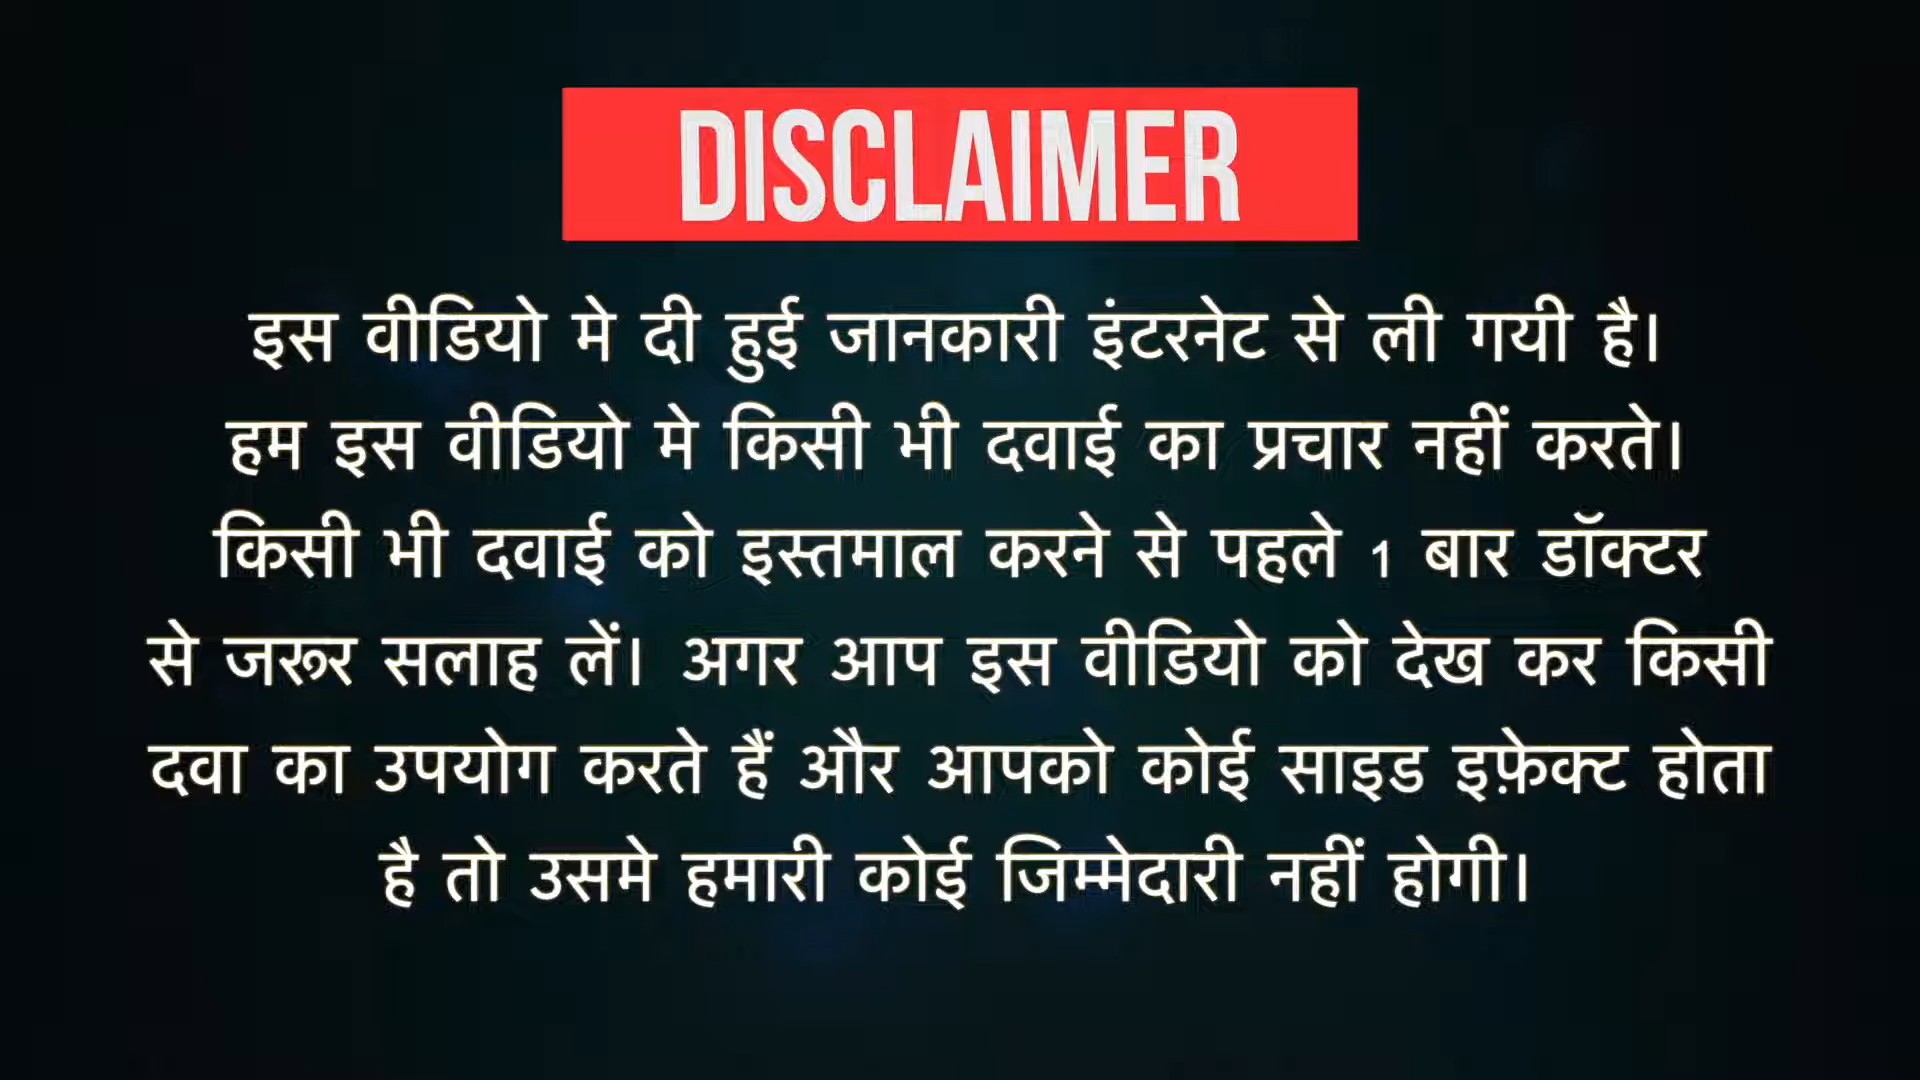 DISCLAIMER
इस वीडियो मे दी हुई जानकारी इंटरनेट से ली गयी है।
हम इस वीडियो मे किसी भी दवाई का प्रचार नहीं करते।
किसी भी दवाई को इस्तमाल करने से पहले 1 बार डॉक्टर
से जरूर सलाह लें। अगर आप इस वीडियो को देख कर किसी
दवा का उपयोग करते हैं और आपको कोई साइड इफ़ेक्ट होता
है तो उसमे हमारी कोई जिम्मेदारी नहीं होगी।